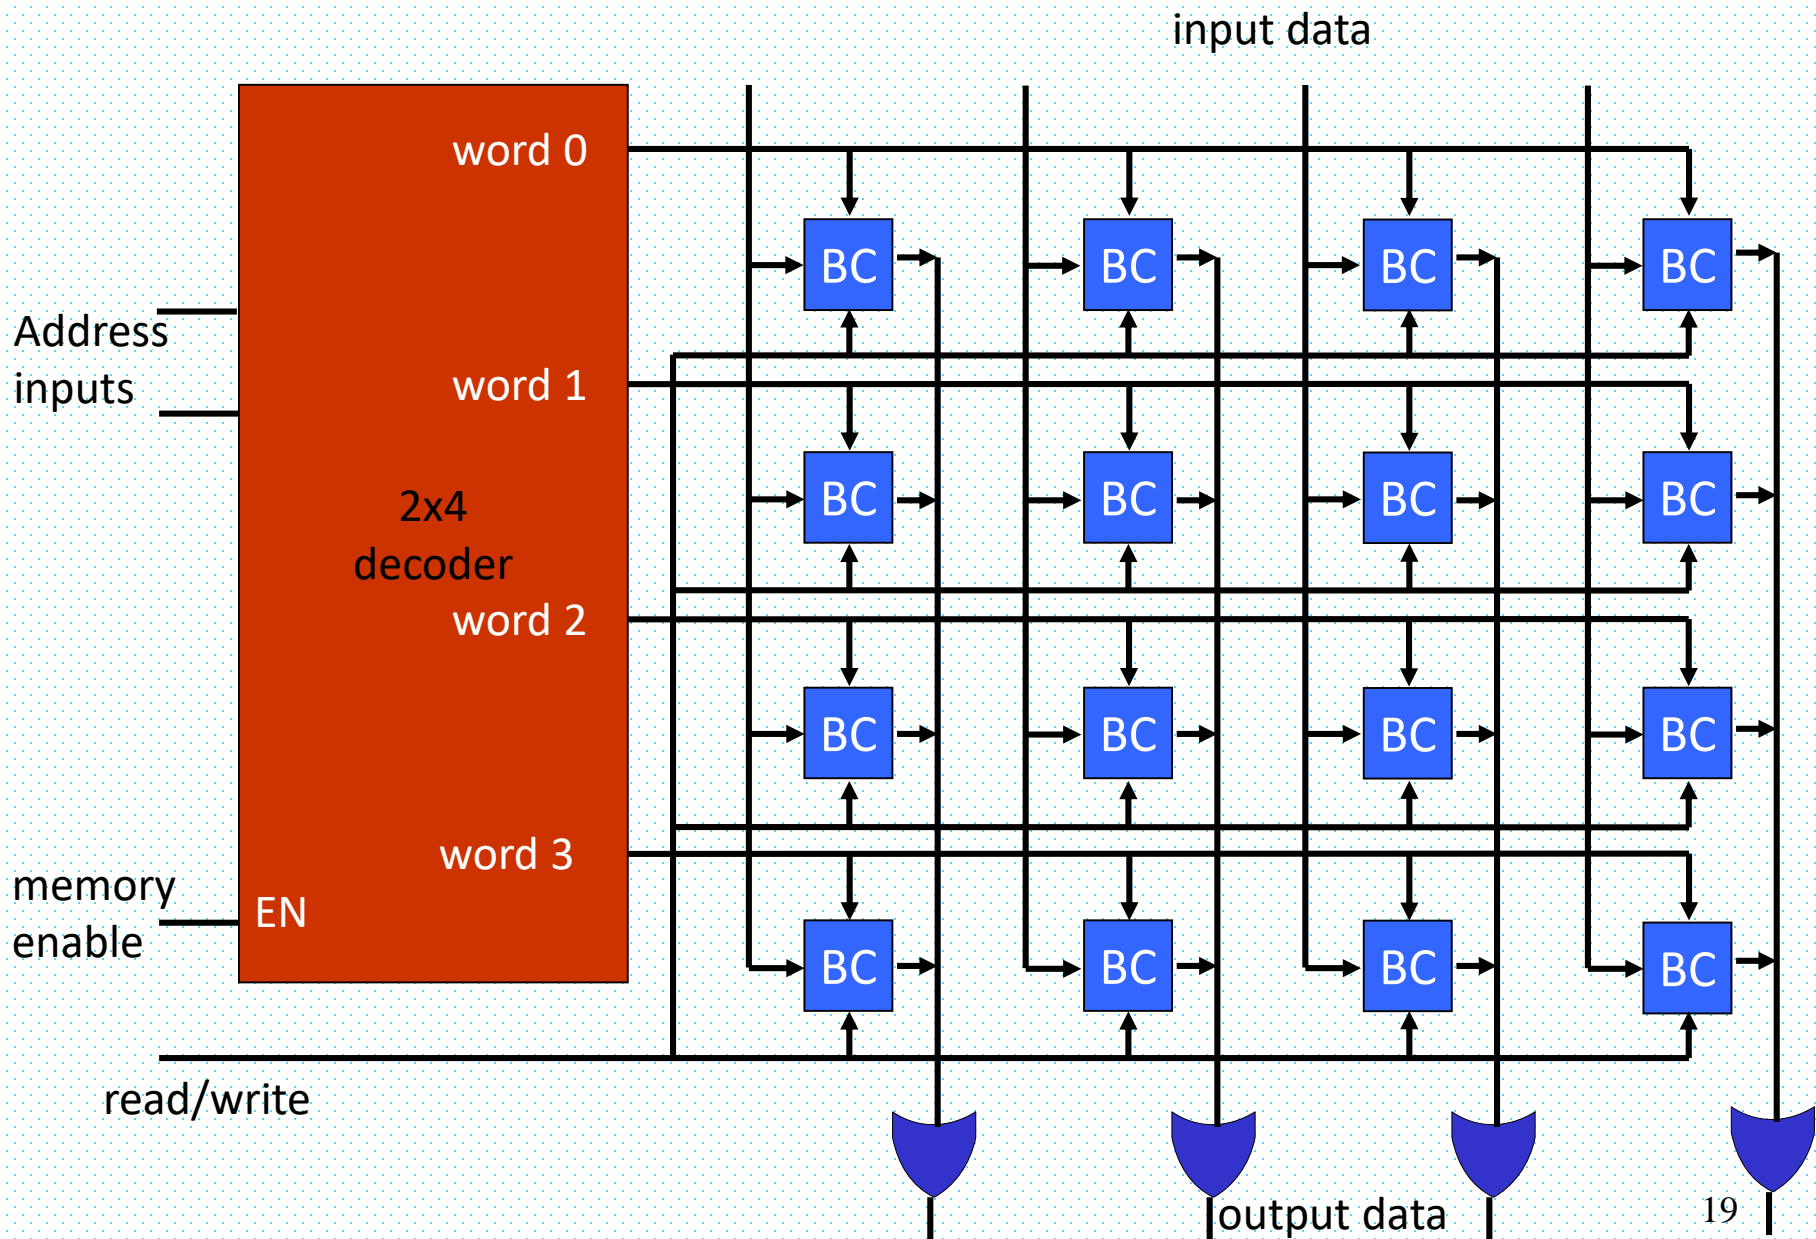 input data
word 0
BC BC BC BC
Address
inputs
word 1
2x4
decoder
BC BC BC BC
word 2
BC BC BC BC
word 3
memory
enable
EN
BC BC BC BC
read/write
output data
19